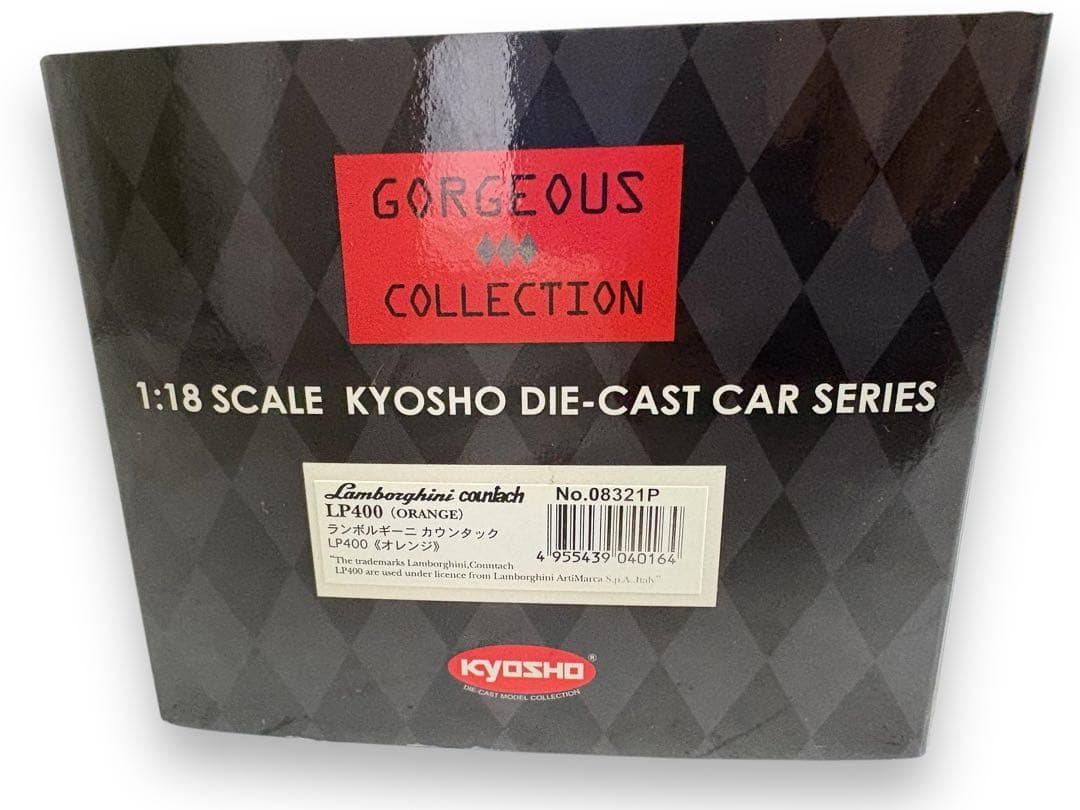 GORGEOUS
COLLECTION
1:18 SCALE KYOSHO DIE-CAST CAR SERIES
Lamborghini countach No.08321P
LP400 (ORANGE)
ランボルギーニ カウンタック
LP400《オレンジ》
4 955439 040164
"The trademarks Lamborghini,Countach
LP400 are used under licence from Lamborghini ArtiMarca S.p.A.,Italy"
KYOSHO ®
DIE-CAST MODEL COLLECTION